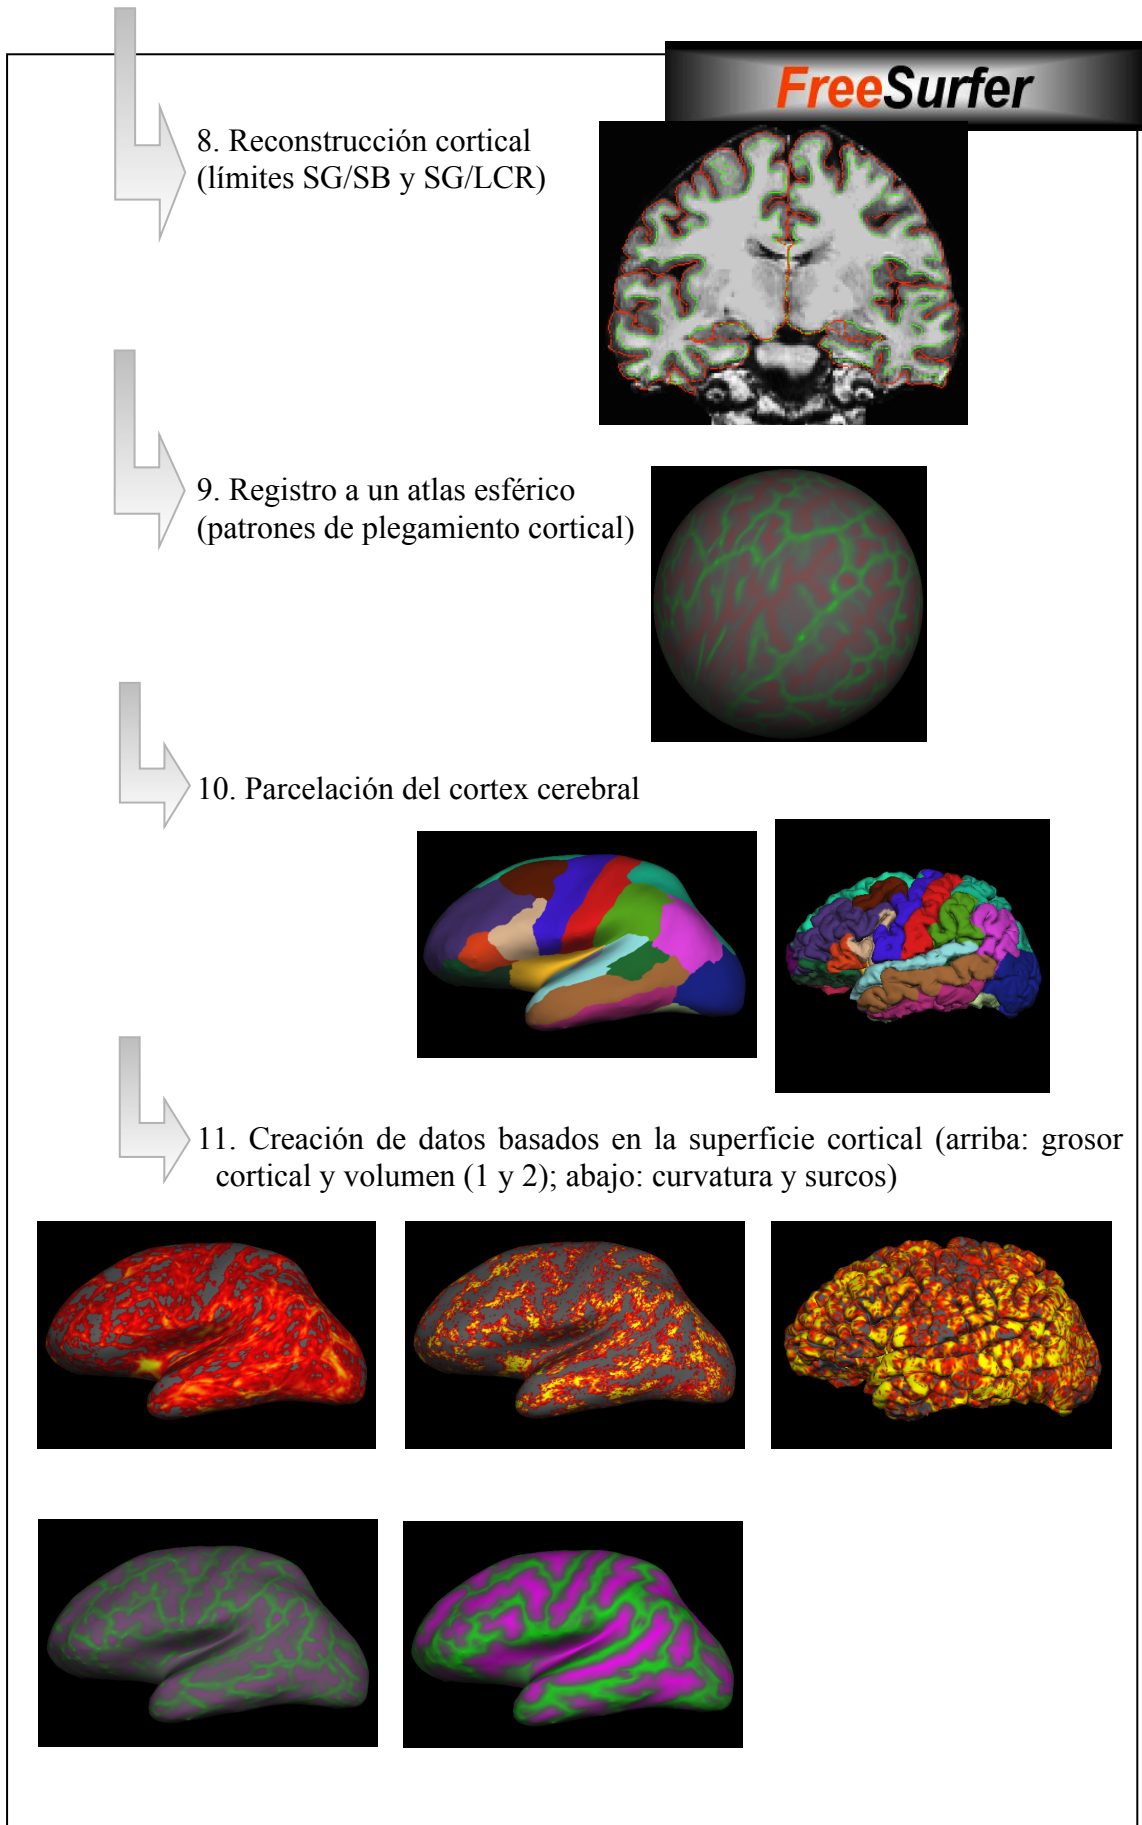 FreeSurfer
8. Reconstrucción cortical
(límites SG/SB y SG/LCR)
9. Registro a un atlas esférico
(patrones de plegamiento cortical)
10. Parcelación del cortex cerebral
11. Creación de datos basados en la superficie cortical (arriba: grosor
cortical y volumen (1 y 2); abajo: curvatura y surcos)